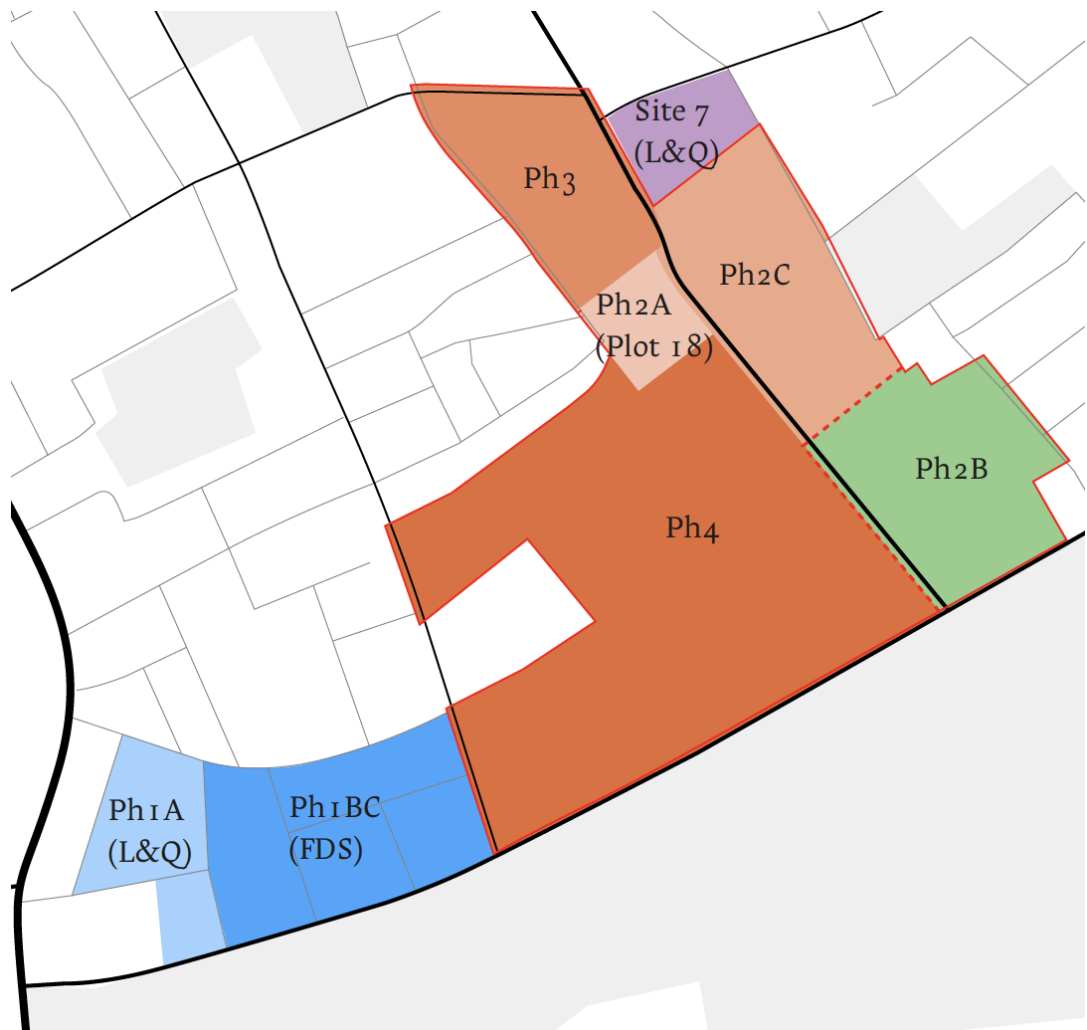 Site 7
(L&Q)
Ph3
Ph2C
Ph2A
(Plot 18)
Ph2B
Ph4
Ph1A
(L&Q)
Ph1BC
(FDS)